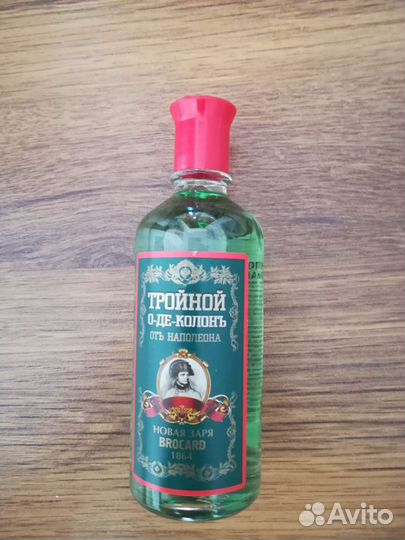 ТРОЙНОЙ
О-ДЕ-КОЛОНЪ
ОТЪ НАПОЛЕОНА
НОВАЯ ЗАРЯ
BROCARD
1864
Avito